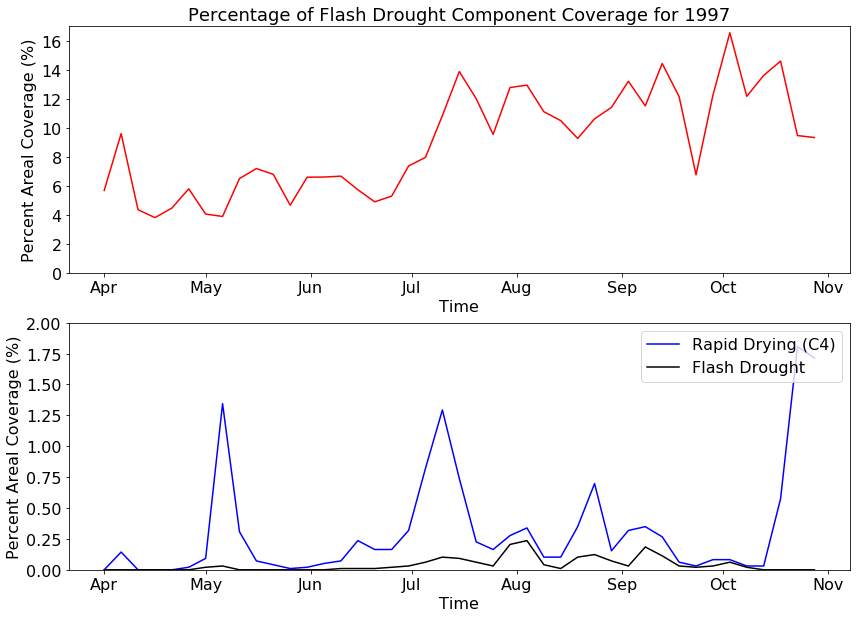 Percentage of Flash Drought Component Coverage for 1997
Percent Areal Coverage (%)
16
14
12
10
8
6
4
2
0
Apr May Jun Jul Aug Sep Oct Nov
Time
Percent Areal Coverage (%)
2.00
1.75
1.50
1.25
1.00
0.75
0.50
0.25
0.00
Rapid Drying (C4)
Flash Drought
Apr May Jun Jul Aug Sep Oct Nov
Time